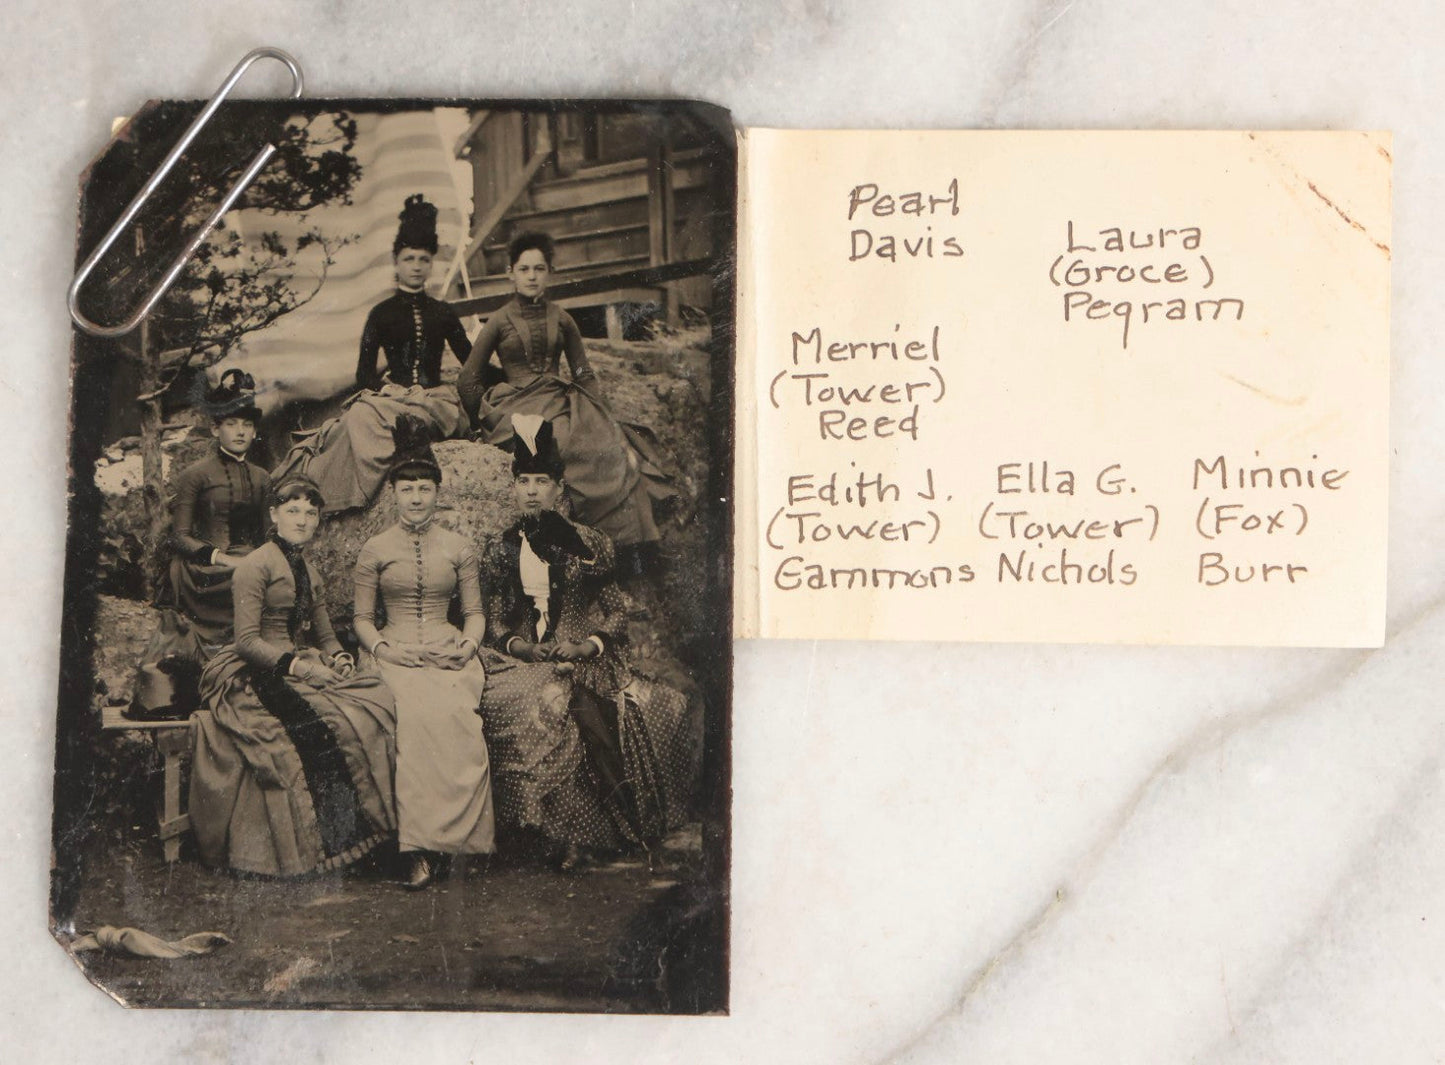 Pearl
Davis
Laura
(Groce)
Pegram
Merriel
(Tower)
Reed
Edith J.
(Tower)
Gammons
Ella G.
(Tower)
Nichols
Minnie
(Fox)
Burr